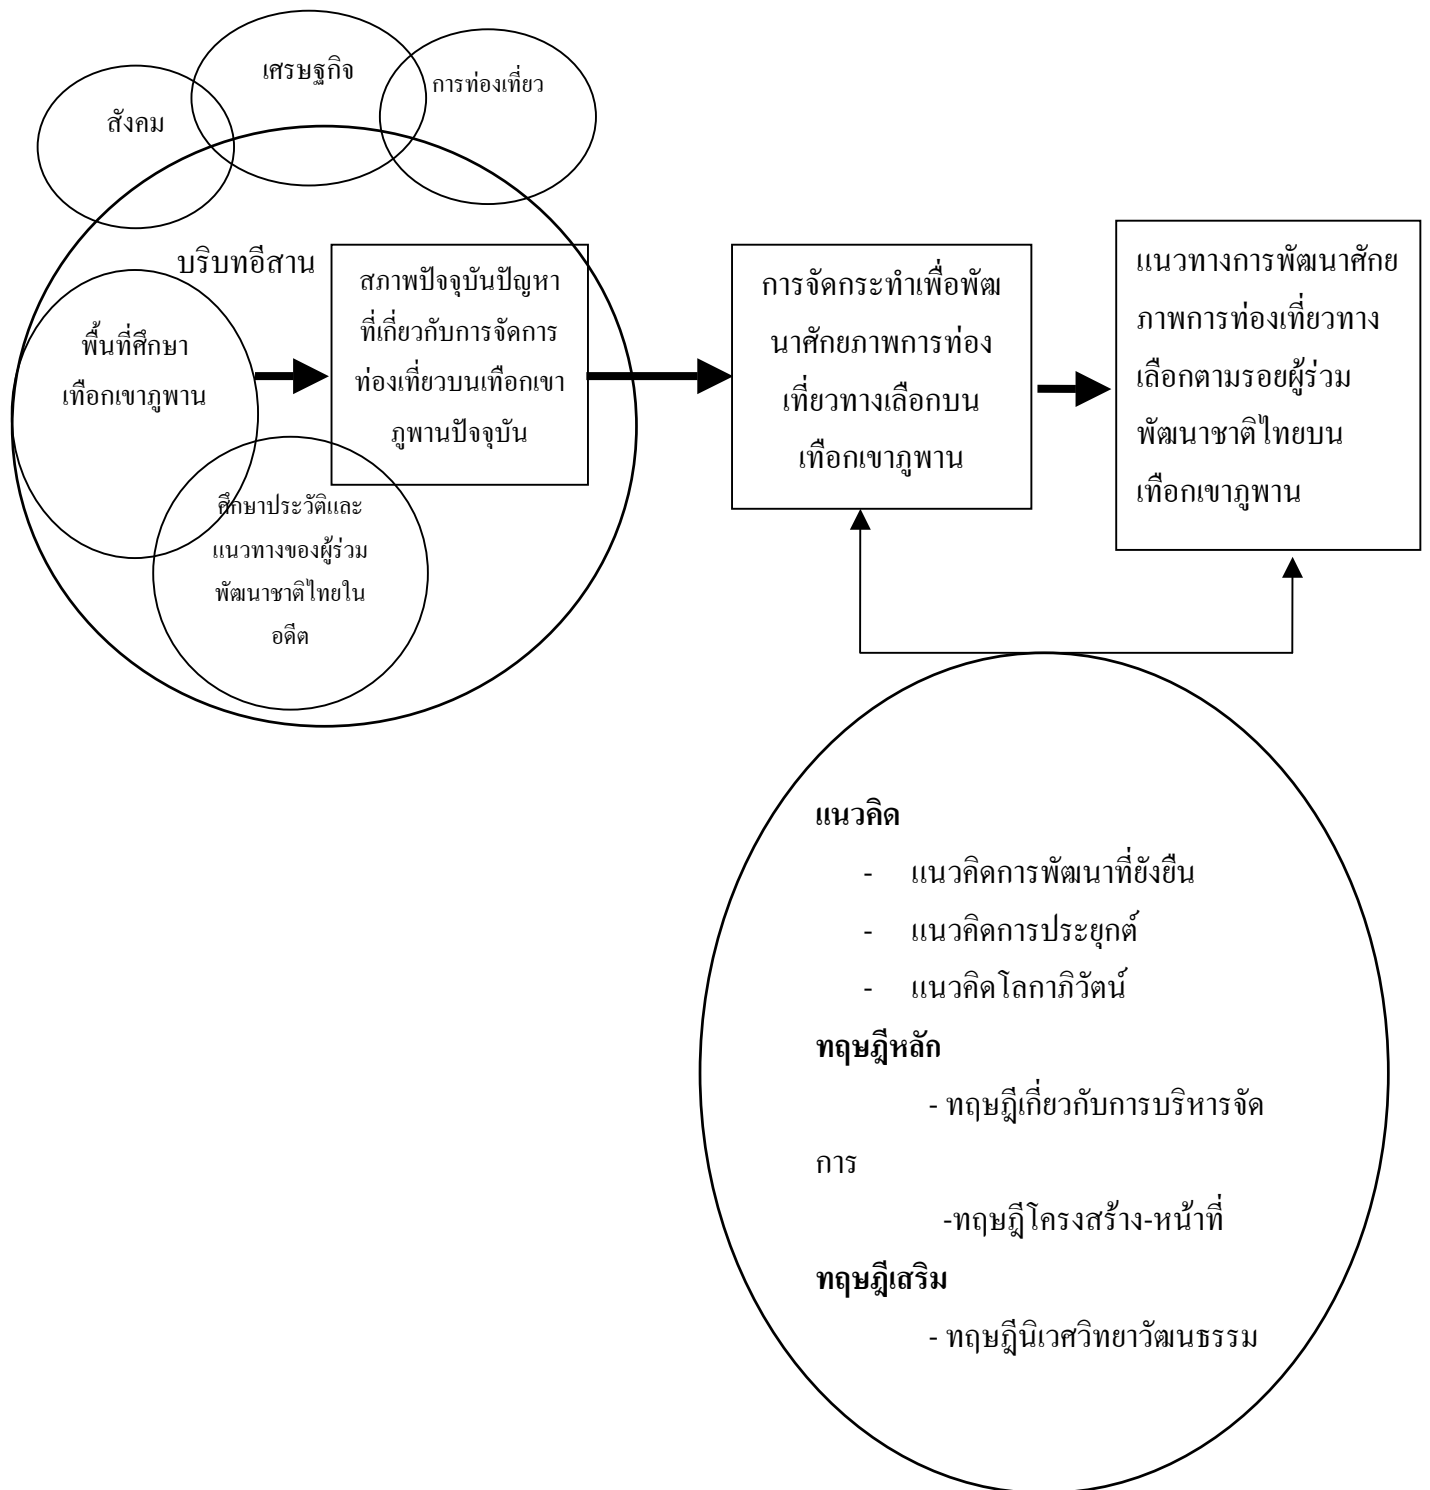 เศรษฐกิจ
การท่องเที่ยว
สังคม
บริบทอีสาน
พื้นที่ศึกษา
เทือกเขาภูพาน
สภาพปัจจุบันปัญหา
ที่เกี่ยวกับการจัดการ
ท่องเที่ยวบนเทือกเขา
ภูพานปัจจุบัน
ศึกษาประวัติและ
แนวทางของผู้ร่วม
พัฒนาชาติไทยใน
อดีต
การจัดกระทำเพื่อพัฒ
นาศักยภาพการท่อง
เที่ยวทางเลือกบน
เทือกเขาภูพาน
แนวทางการพัฒนาศักย
ภาพการท่องเที่ยวทาง
เลือกตามรอยผู้ร่วม
พัฒนาชาติไทยบน
เทือกเขาภูพาน
แนวคิด
- แนวคิดการพัฒนาที่ยังยืน
- แนวคิดการประยุกต์
- แนวคิดโลกาภิวัตน์
ทฤษฎีหลัก
- ทฤษฎีเกี่ยวกับการบริหารจัด
การ
-ทฤษฎีโครงสร้าง-หน้าที่
ทฤษฎีเสริม
- ทฤษฎีนิเวศวิทยาวัฒนธรรม